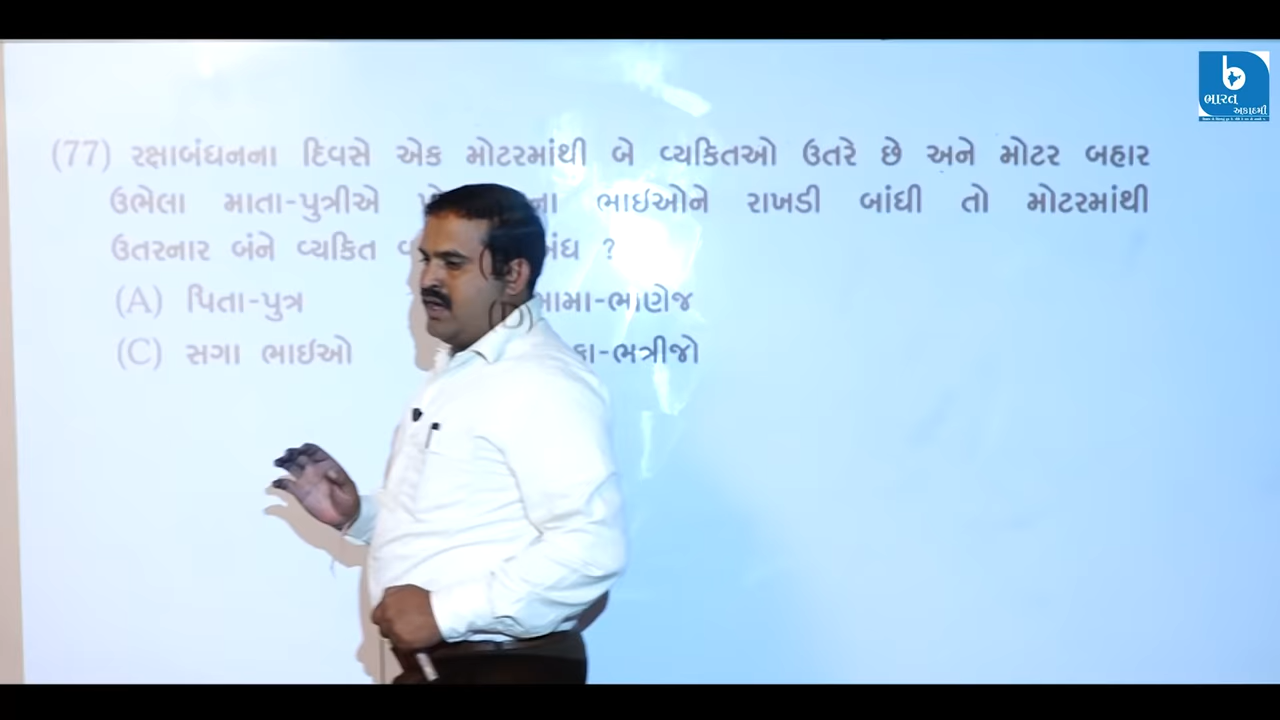 ભારત
અકાદમી
(77) રક્ષાબંધનના દિવસે એક મોટરમાંથી બે વ્યકિતઓ ઉતરે છે અને મોટર બહાર
ઉભેલા માતા-પુત્રીએ ના ભાઇઓને રાખડી બાંધી તો મોટરમાંથી
ઉતરનાર બંને વ્યકિત બંધ ?
(A) પિતા-પુત્ર મામા-ભાણેજ
(C) સગા ભાઇઓ (D) કા-ભત્રીજો